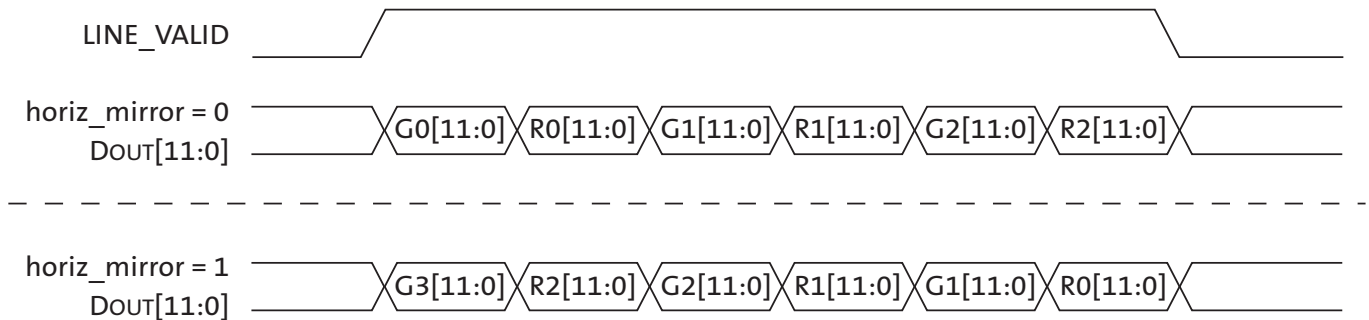 LINE_VALID
horiz_mirror = 0
DOUT[11:0]
G0[11:0] R0[11:0] G1[11:0] R1[11:0] G2[11:0] R2[11:0]
horiz_mirror = 1
DOUT[11:0]
G3[11:0] R2[11:0] G2[11:0] R1[11:0] G1[11:0] R0[11:0]